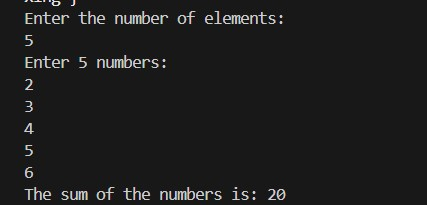 Enter the number of elements:
5
Enter 5 numbers:
2
3
4
5
6
The sum of the numbers is: 20